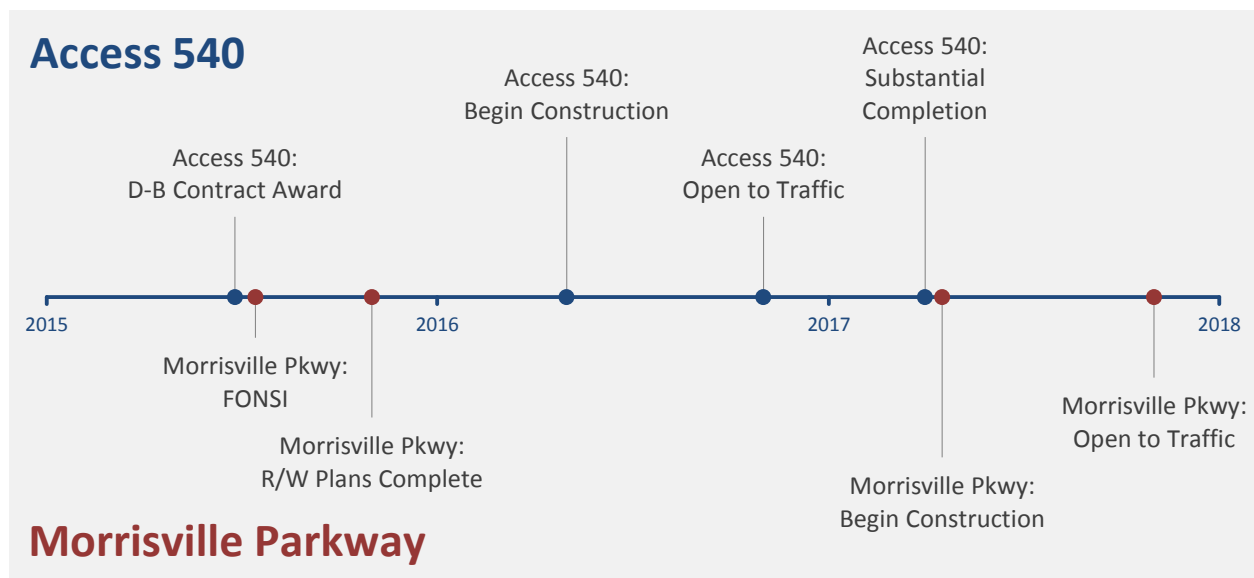 Access 540
Access 540:
D-B Contract Award
Access 540:
Begin Construction
Access 540:
Open to Traffic
Access 540:
Substantial
Completion
2015
2016
2017
2018
Morrisville Pkwy:
FONSI
Morrisville Pkwy:
R/W Plans Complete
Morrisville Pkwy:
Begin Construction
Morrisville Pkwy:
Open to Traffic
Morrisville Parkway